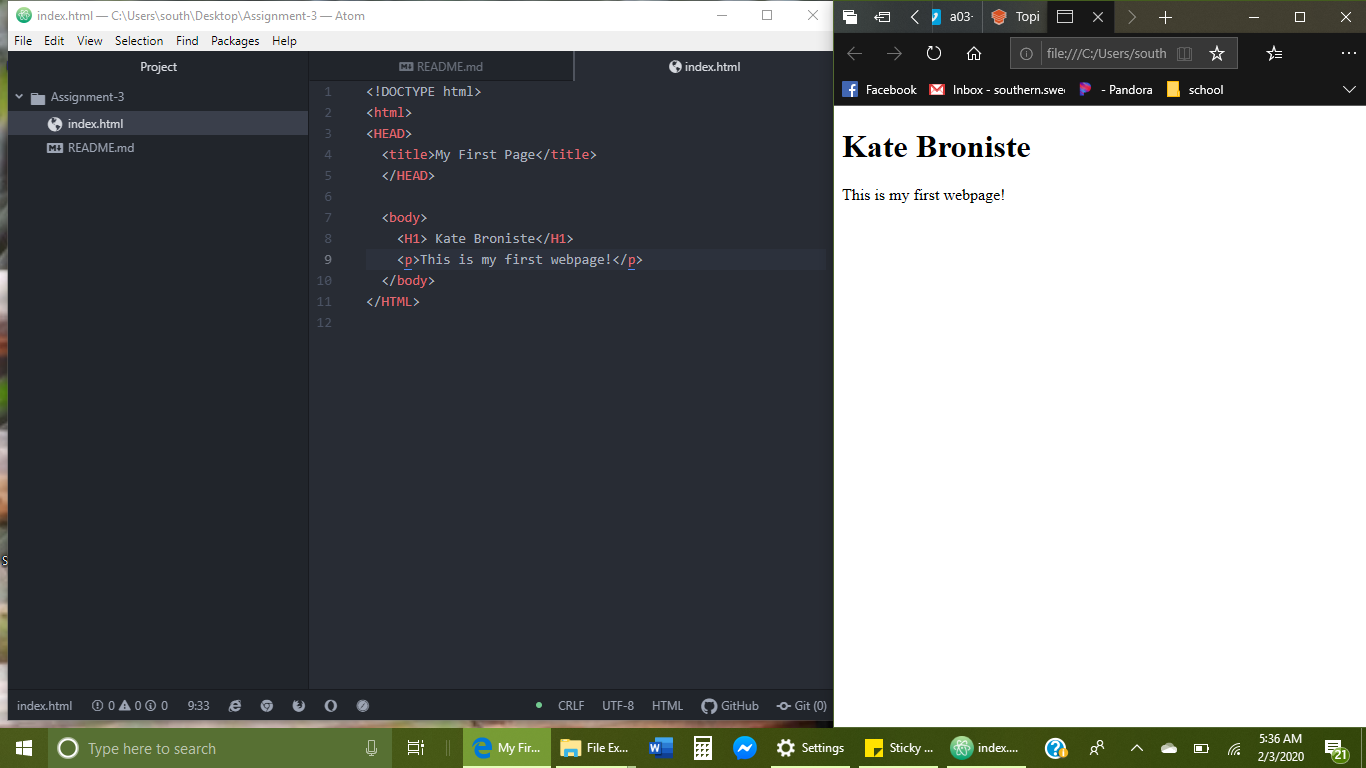 index.html — C:\Users\south\Desktop\Assignment-3 — Atom
File Edit View Selection Find Packages Help
Project
Assignment-3
index.html
README.md
README.md
index.html
1 <!DOCTYPE html>
2 <html>
3 <HEAD>
4 <title>My First Page</title>
5 </HEAD>
6
7 <body>
8 <H1> Kate Broniste</H1>
9 <p>This is my first webpage!</p>
10 </body>
11 </HTML>
12
index.html 0 0 0 9:33 CRLF UTF-8 HTML GitHub Git (0)
a03- Topi
file:///C:/Users/south
Facebook Inbox - southern.swe - Pandora school
Kate Broniste
This is my first webpage!
S
Type here to search
My Fir...
File Ex...
Settings
Sticky ...
index....
5:36 AM
2/3/2020
21